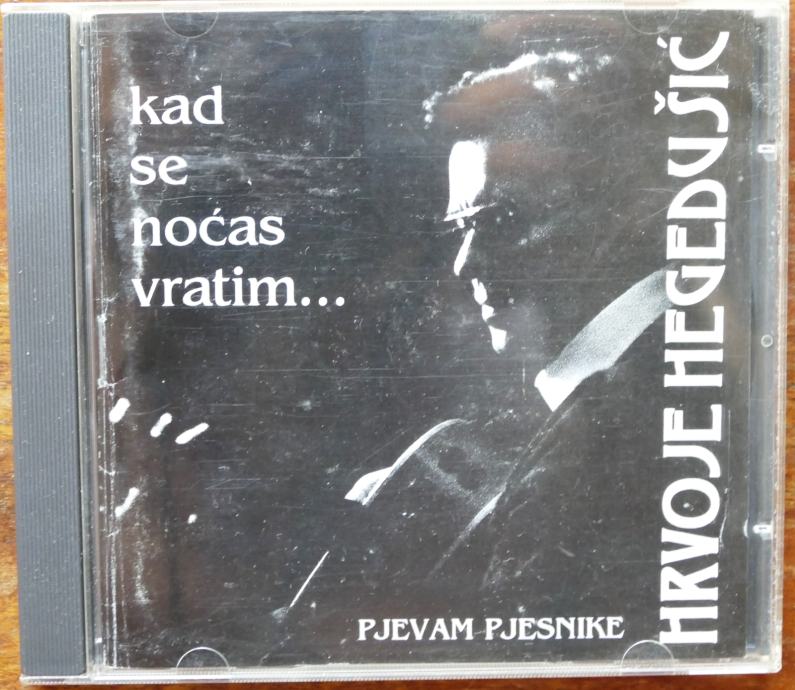 kad
se
noćas
vratim...
HRVOJE HEGEDUŠIĆ
PJEVAM PJESNIKE